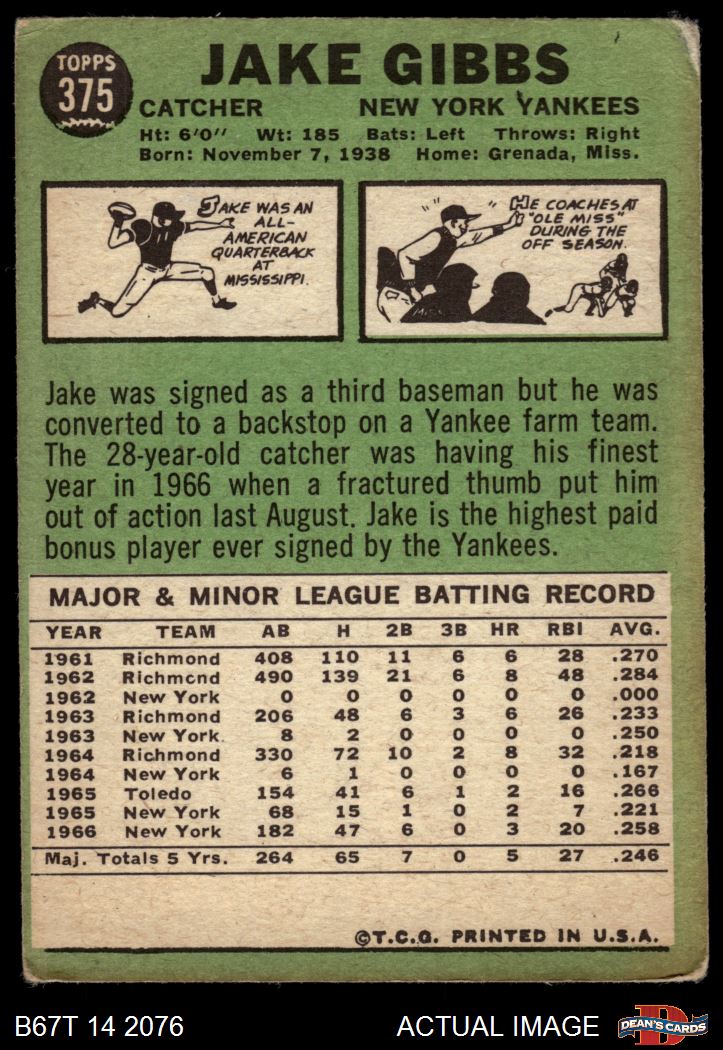 TOPPS
375
JAKE GIBBS
CATCHER NEW YORK YANKEES
Ht: 6'0" Wt: 185 Bats: Left Throws: Right
Born: November 7, 1938 Home: Grenada, Miss.
JAKE WAS AN
ALL-
AMERICAN
QUARTERBACK
AT
MISSISSIPPI.
HE COACHES AT
"OLE MISS"
DURING THE
OFF SEASON.
Jake was signed as a third baseman but he was
converted to a backstop on a Yankee farm team.
The 28-year-old catcher was having his finest
year in 1966 when a fractured thumb put him
out of action last August. Jake is the highest paid
bonus player ever signed by the Yankees.
MAJOR & MINOR LEAGUE BATTING RECORD
YEAR TEAM AB H 2B 3B HR RBI AVG.
1961 Richmond 408 110 11 6 6 28 .270
1962 Richmond 490 139 21 6 8 48 .284
1962 New York 0 0 0 0 0 0 .000
1963 Richmond 206 48 6 3 6 26 .233
1963 New York 8 2 0 0 0 0 .250
1964 Richmond 330 72 10 2 8 32 .218
1964 New York 6 1 0 0 0 0 .167
1965 Toledo 154 41 6 1 2 16 .266
1965 New York 68 15 1 0 2 7 .221
1966 New York 182 47 6 0 3 20 .258
Maj. Totals 5 Yrs. 264 65 7 0 5 27 .246
©T.C.G. PRINTED IN U.S.A.
B67T 14 2076 ACTUAL IMAGE
D
DEAN'S CARDS